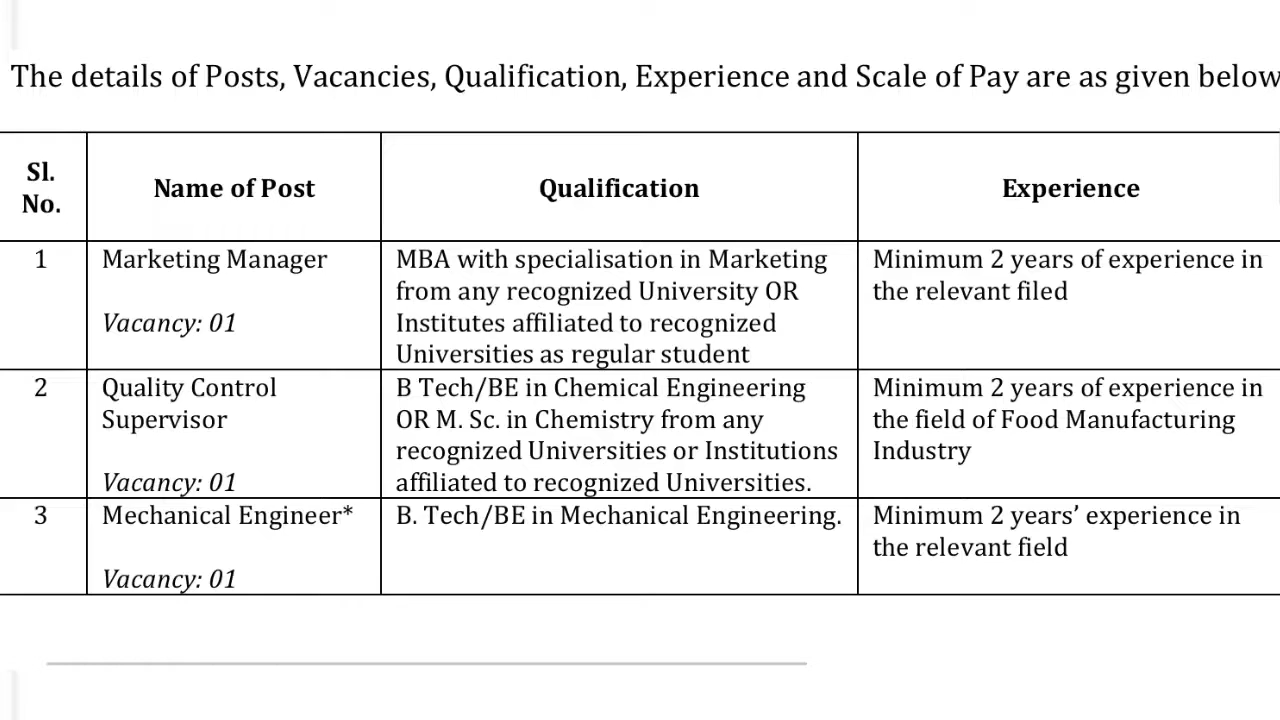 The details of Posts, Vacancies, Qualification, Experience and Scale of Pay are as given below
Sl.
No.
Name of Post
Qualification
Experience
1
Marketing Manager
Vacancy: 01
MBA with specialisation in Marketing
from any recognized University OR
Institutes affiliated to recognized
Universities as regular student
Minimum 2 years of experience in
the relevant filed
2
Quality Control
Supervisor
Vacancy: 01
B Tech/BE in Chemical Engineering
OR M. Sc. in Chemistry from any
recognized Universities or Institutions
affiliated to recognized Universities.
Minimum 2 years of experience in
the field of Food Manufacturing
Industry
3
Mechanical Engineer*
Vacancy: 01
B. Tech/BE in Mechanical Engineering.
Minimum 2 years’ experience in
the relevant field